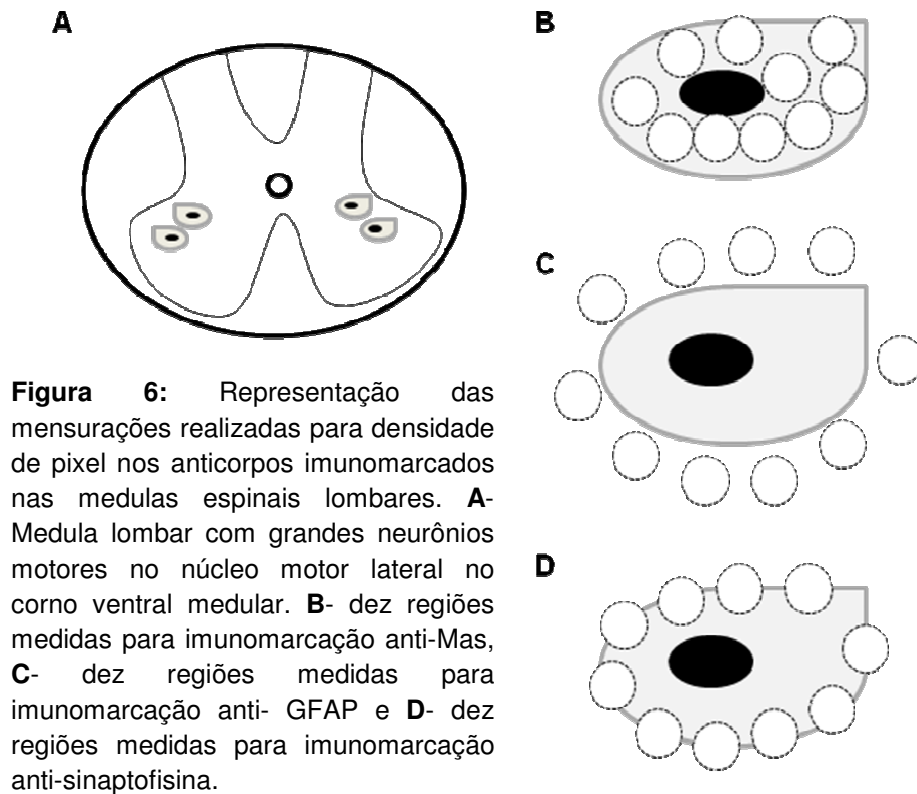 A
B
C
D
Figura 6: Representação das
mensurações realizadas para densidade
de pixel nos anticorpos imunomarcados
nas medulas espinais lombares. A-
Medula lombar com grandes neurônios
motores no núcleo motor lateral no
corno ventral medular. B- dez regiões
medidas para imunomarcação anti-Mas,
C- dez regiões medidas para
imunomarcação anti- GFAP e D- dez
regiões medidas para imunomarcação
anti-sinaptofisina.